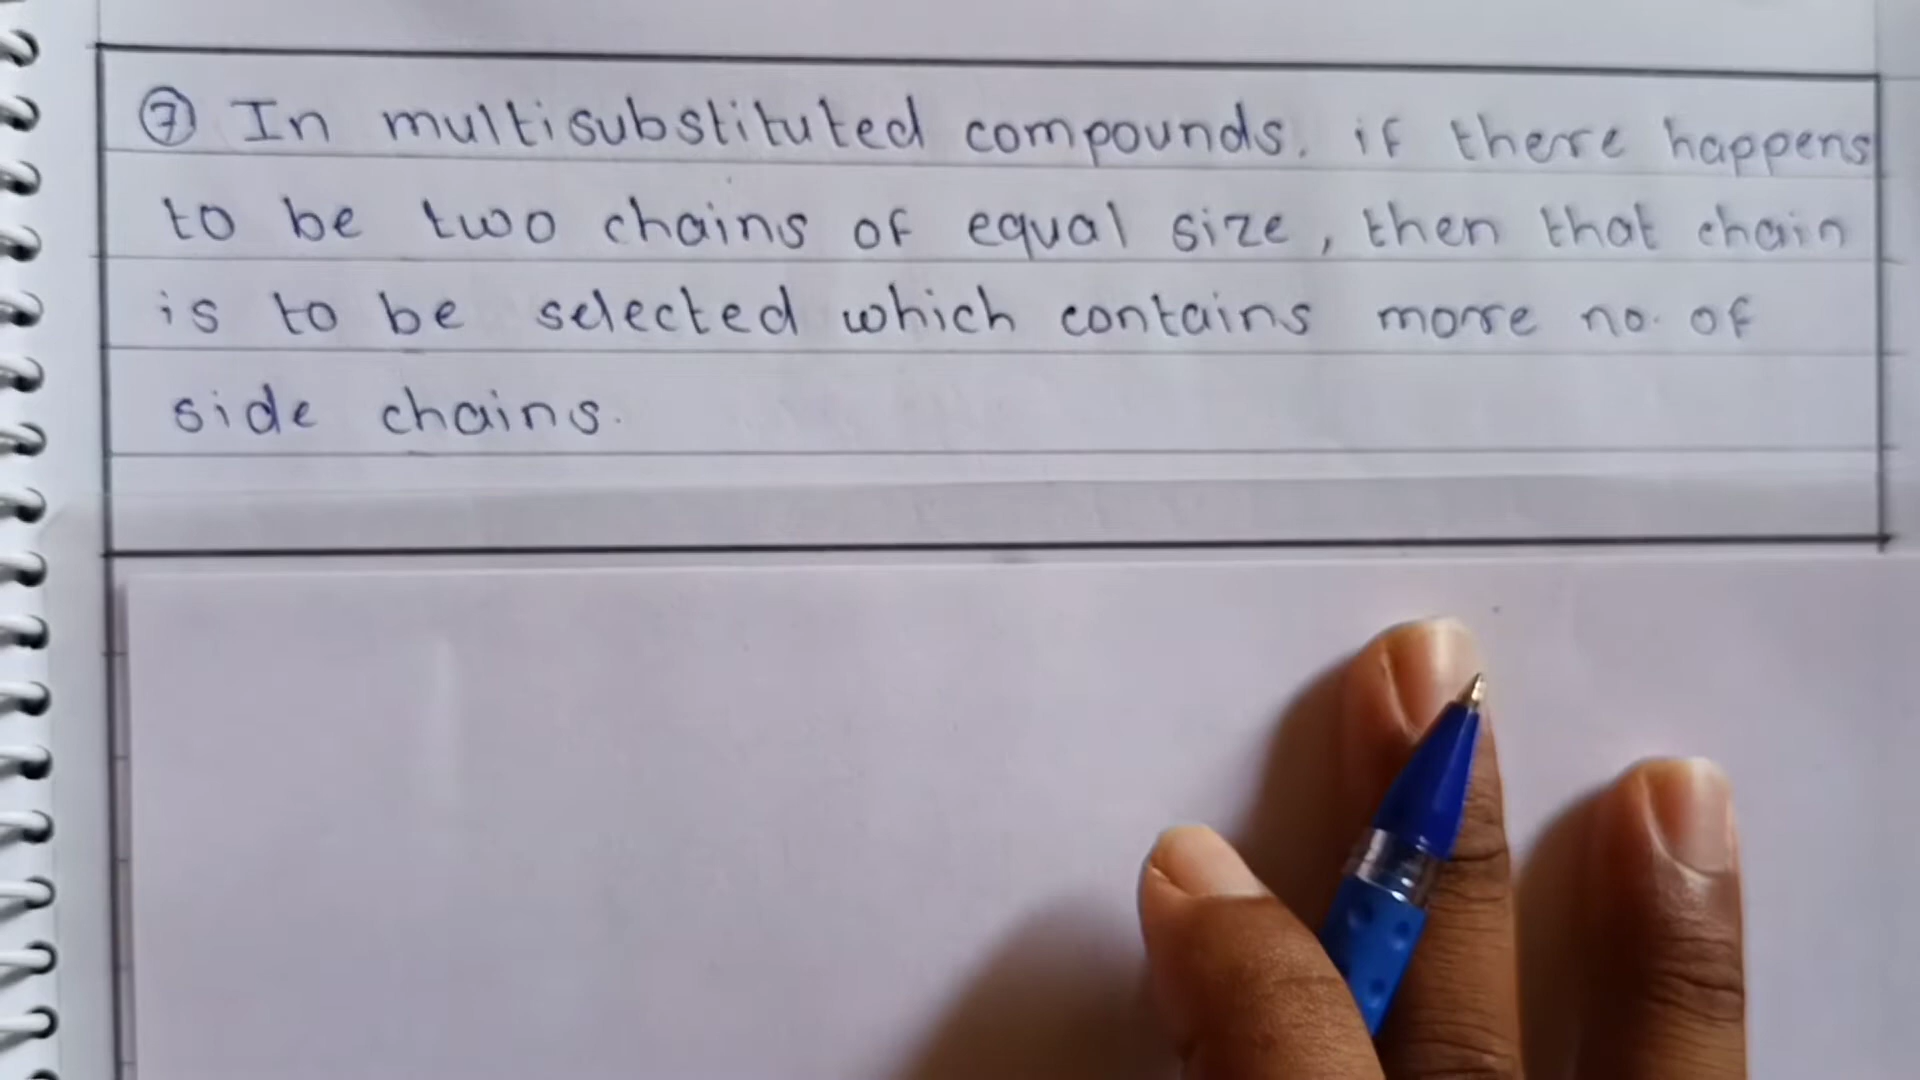 ⑦ In multisubstituted compounds. if there happens
to be two chains of equal size, then that chain
is to be selected which contains more no. of
side chains.